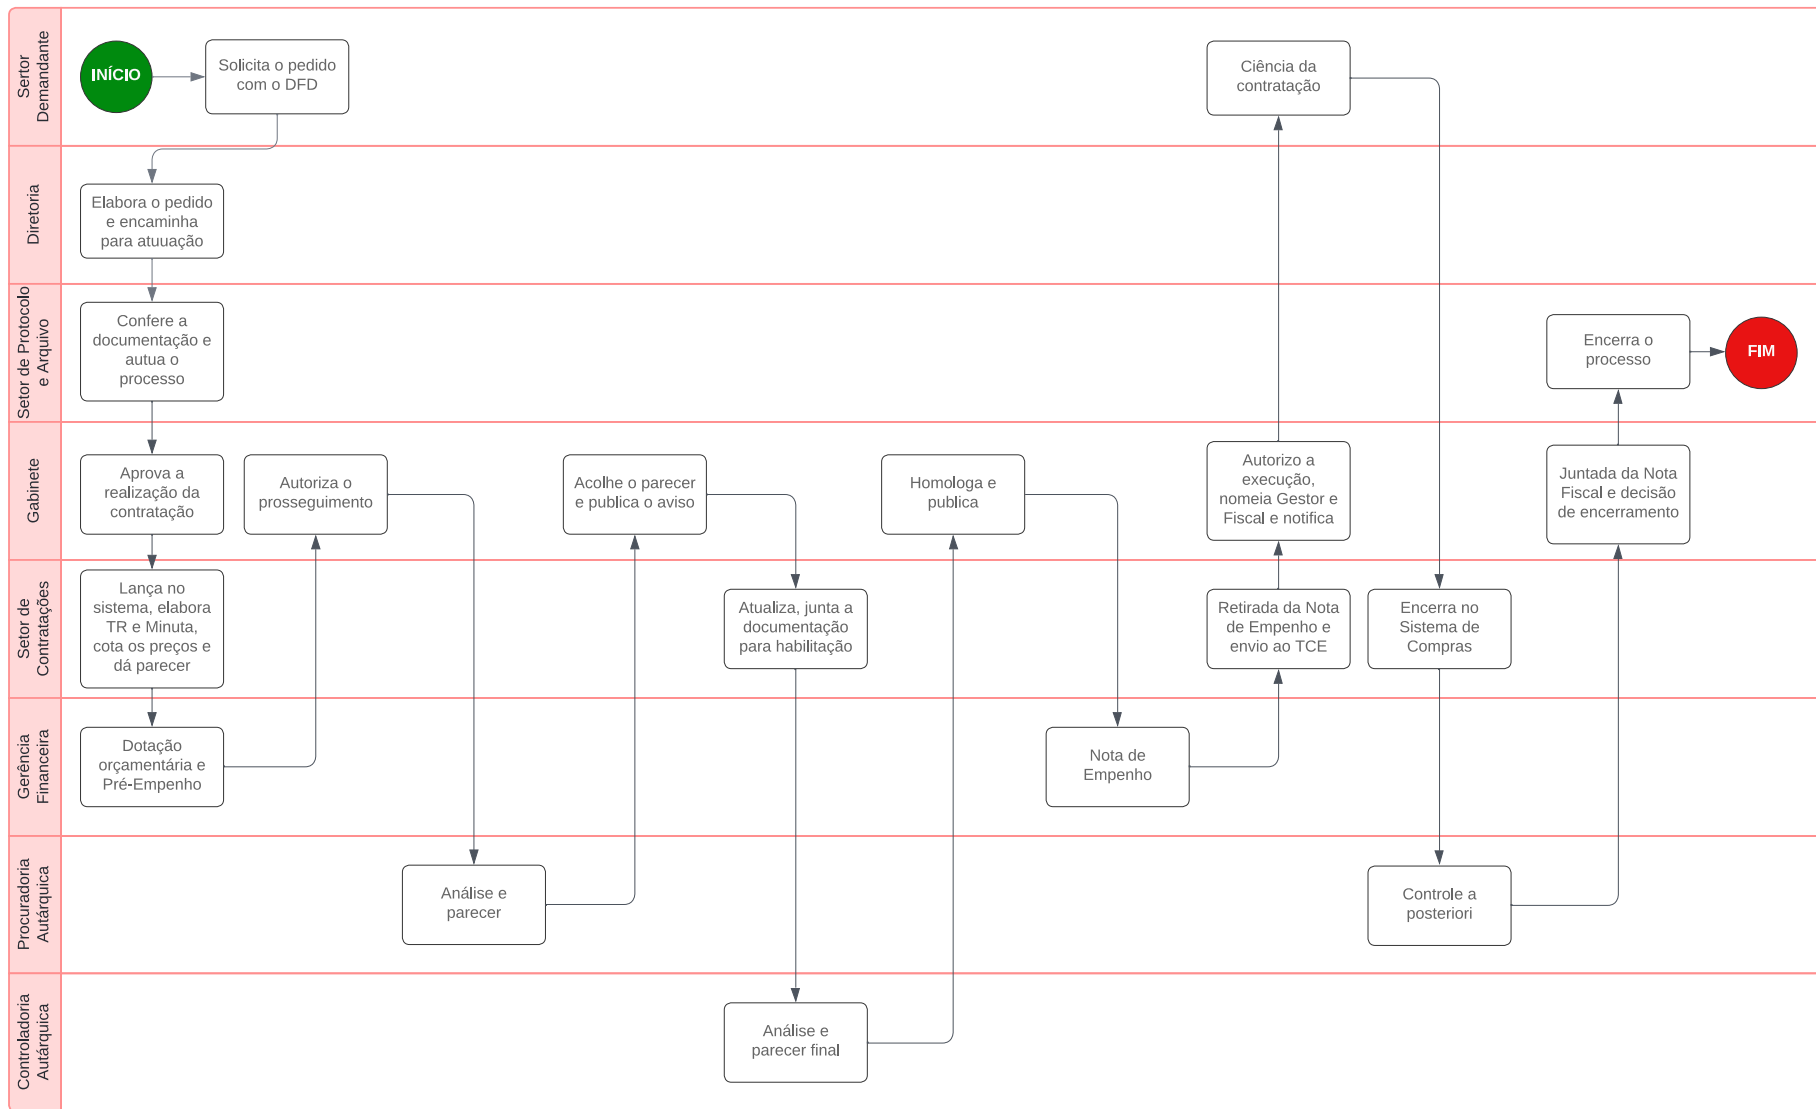 Sertor
Demandante
INÍCIO
Solicita o pedido
com o DFD
Ciência da
contratação
Diretoria
Elabora o pedido
e encaminha
para atuuação
Setor de Protocolo
e Arquivo
Confere a
documentação e
autua o
processo
Encerra o
processo
FIM
Gabinete
Aprova a
realização da
contratação
Autoriza o
prosseguimento
Acolhe o parecer
e publica o aviso
Homologa e
publica
Autorizo a
execução,
nomeia Gestor e
Fiscal e notifica
Juntada da Nota
Fiscal e decisão
de encerramento
Setor de
Contratações
Lança no
sistema, elabora
TR e Minuta,
cota os preços e
dá parecer
Atualiza, junta a
documentação
para habilitação
Retirada da Nota
de Empenho e
envio ao TCE
Encerra no
Sistema de
Compras
Gerência
Financeira
Dotação
orçamentária e
Pré-Empenho
Nota de
Empenho
Procuradoria
Autárquica
Análise e
parecer
Controle a
posteriori
Controladoria
Autárquica
Análise e
parecer final